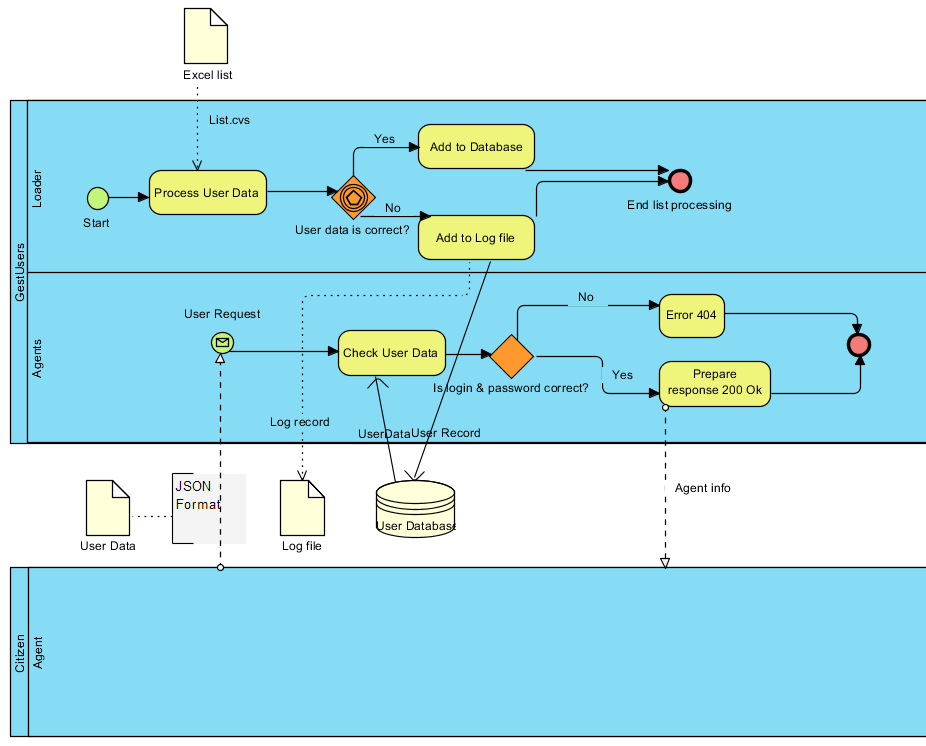 Excel list
List.cvs
GestUsers
Loader
Start
Process User Data
Yes
No
User data is correct?
Add to Database
Add to Log file
End list processing
Agents
User Request
Check User Data
Is login & password correct?
No
Yes
Error 404
Prepare
response 200 Ok
Log record
UserData
User Record
Agent info
JSON
Format
User Data
Log file
User Database
Citizen
Agent